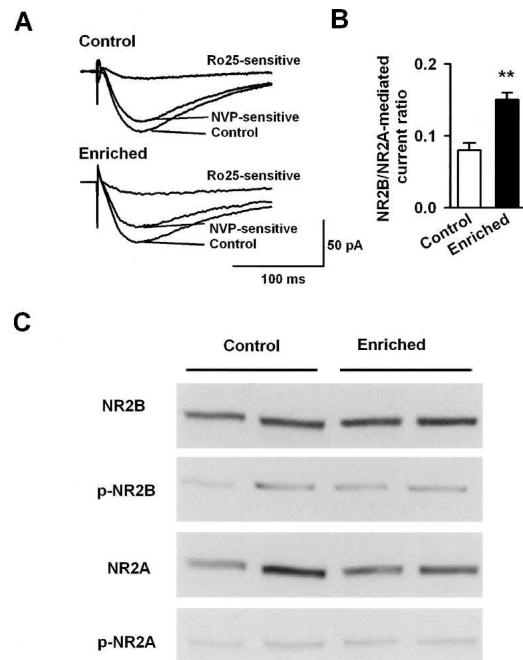 A
Control
Ro25-sensitive
NVP-sensitive
Control
Enriched
Ro25-sensitive
NVP-sensitive
Control
50 pA
100 ms
B
NR2B/NR2A-mediated
current ratio
0.2
0.1
0.0
**
Control
Enriched
C
Control
Enriched
NR2B
p-NR2B
NR2A
p-NR2A